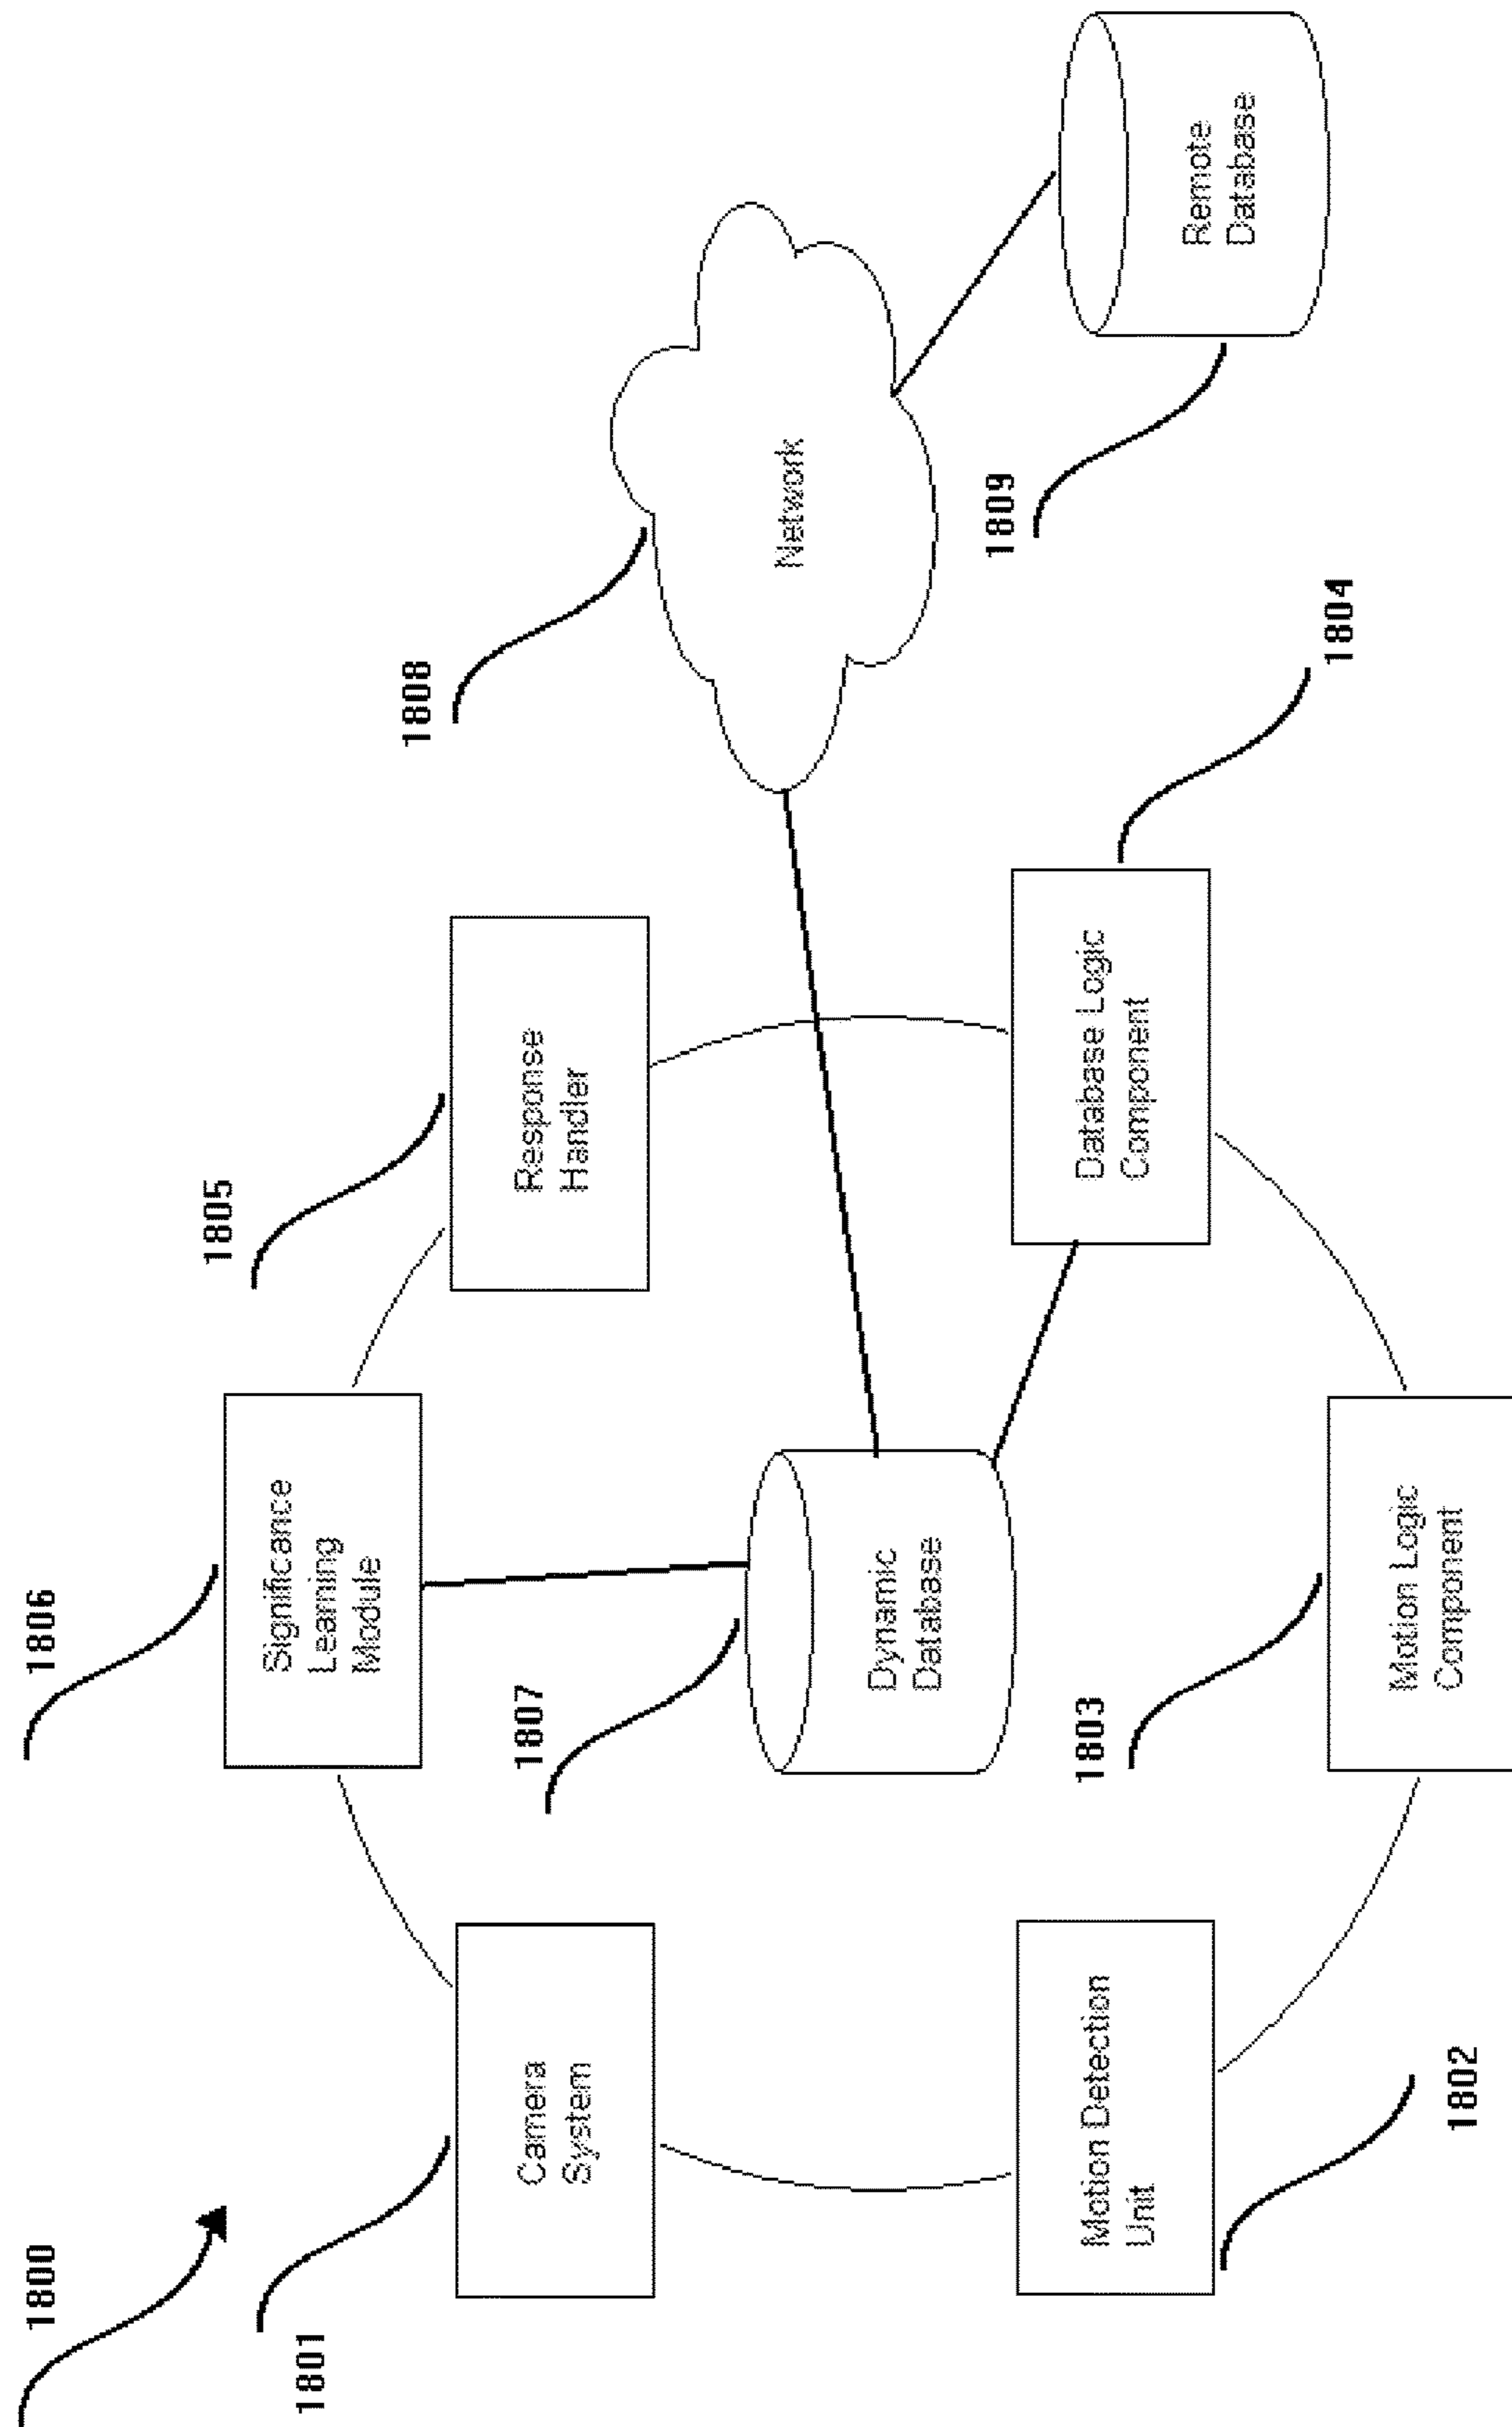 1800
1806
Significance
Learning
Module
1805
Response
Handler
1808
Network
1801
Camera
System
1807
Dynamic
Database
1809
Remote
Database
1802
Motion Detection
Unit
1803
Motion Logic
Component
1804
Database Logic
Component